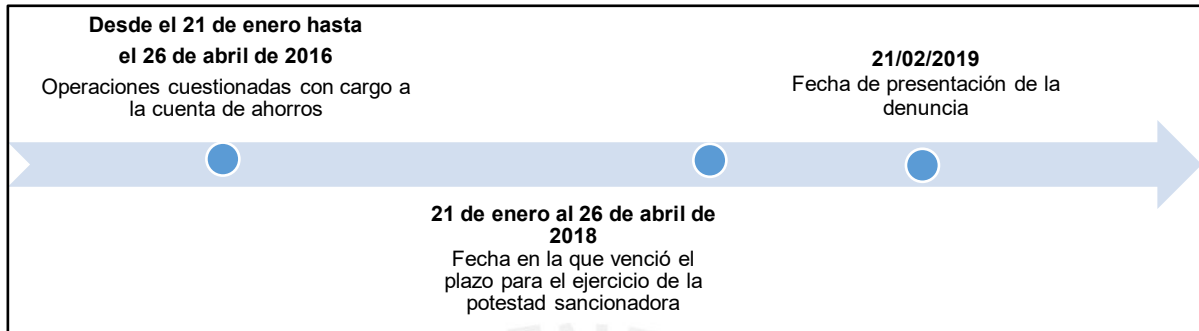 Desde el 21 de enero hasta
el 26 de abril de 2016
Operaciones cuestionadas con cargo a
la cuenta de ahorros
21/02/2019
Fecha de presentación de la
denuncia
21 de enero al 26 de abril de
2018
Fecha en la que venció el
plazo para el ejercicio de la
potestad sancionadora